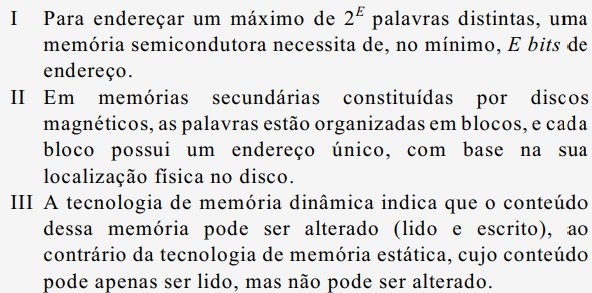 I Para endereçar um máximo de 2^E palavras distintas, uma
memória semicondutora necessita de, no mínimo, E bits de
endereço.
II Em memórias secundárias constituídas por discos
magnéticos, as palavras estão organizadas em blocos, e cada
bloco possui um endereço único, com base na sua
localização física no disco.
III A tecnologia de memória dinâmica indica que o conteúdo
dessa memória pode ser alterado (lido e escrito), ao
contrário da tecnologia de memória estática, cujo conteúdo
pode apenas ser lido, mas não pode ser alterado.